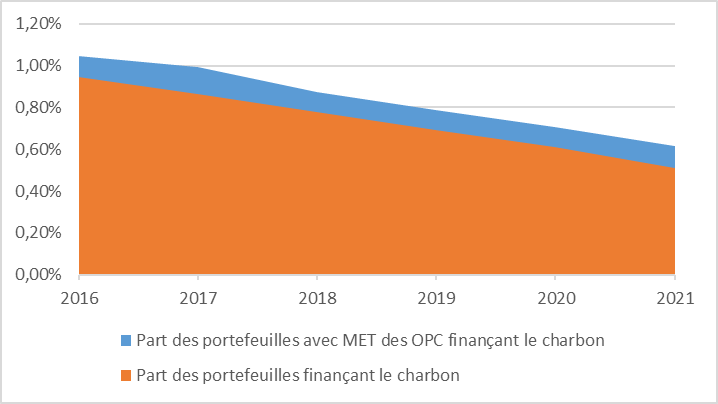 1,20%
1,00%
0,80%
0,60%
0,40%
0,20%
0,00%
2016 2017 2018 2019 2020 2021
Part des portefeuilles avec MET des OPC finançant le charbon
Part des portefeuilles finançant le charbon